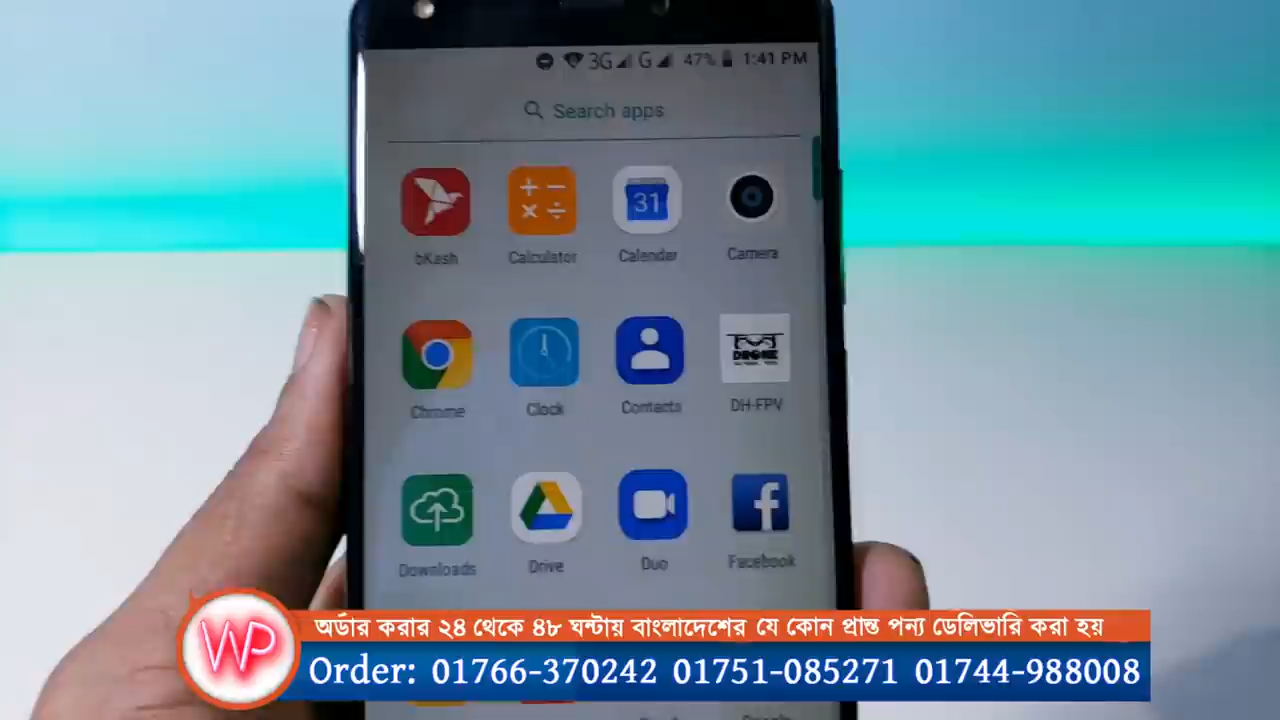 3G G 47% 1:41 PM
Search apps
31
bKash Calculator Calendar Camera
DRONE
Chrome Clock Contacts DH-FPV
Downloads Drive Duo Facebook
WP
অর্ডার করার ২৪ থেকে ৪৮ ঘন্টায় বাংলাদেশের যে কোন প্রান্ত পন্য ডেলিভারি করা হয়
Order: 01766-370242 01751-085271 01744-988008